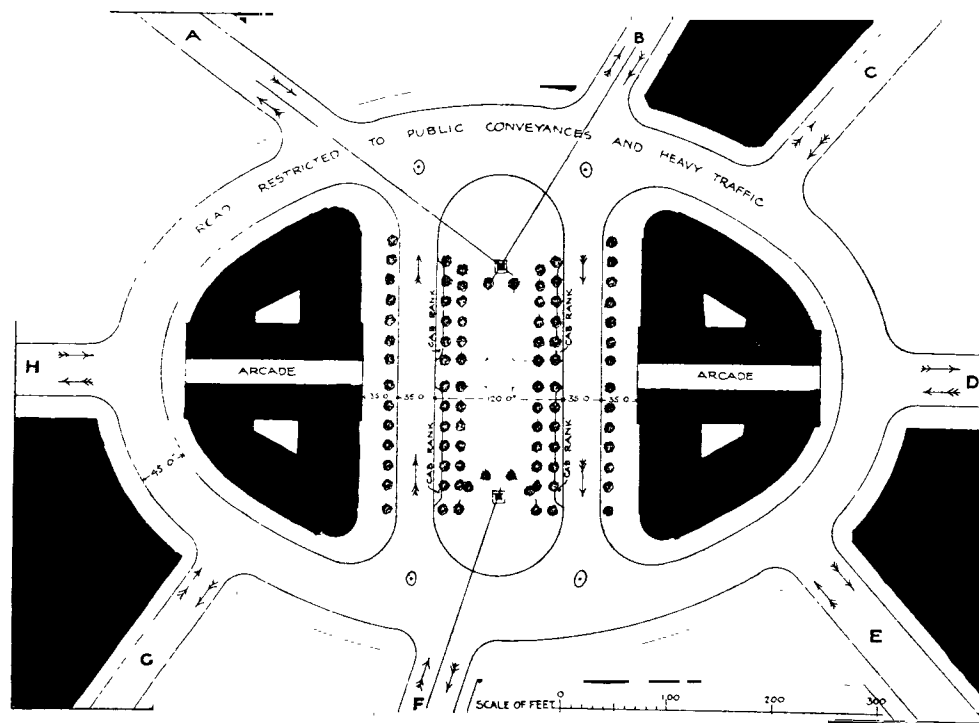 A
B
C
ROAD RESTRICTED TO PUBLIC CONVEYANCES AND HEAVY TRAFFIC
CAB RANK
CAB RANK
H
ARCADE
ARCADE
D
35.0
35.0
120.0"
35.0
35.0
CAB RANK
CAB RANK
45.0
G
E
F
SCALE OF FEET
0
100
200
300